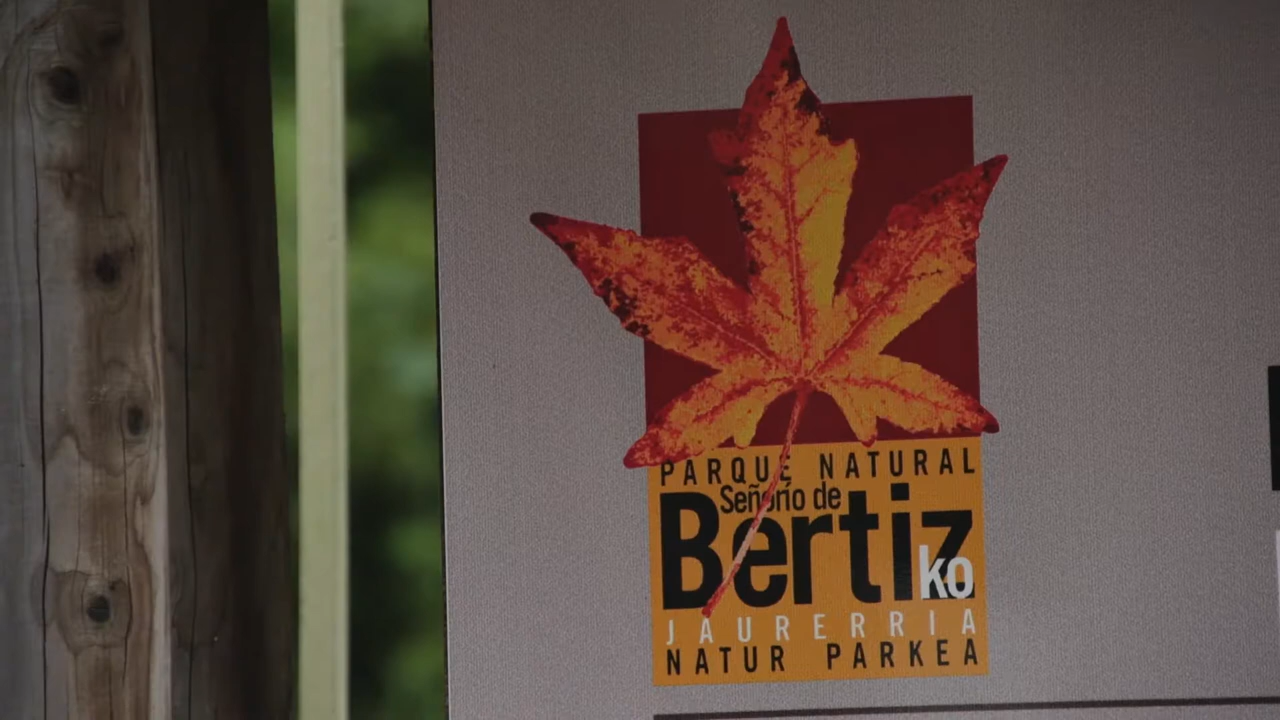 PARQUE NATURAL
Señorío de
Bertiz
ko
JAURERRIA
NATUR PARKEA